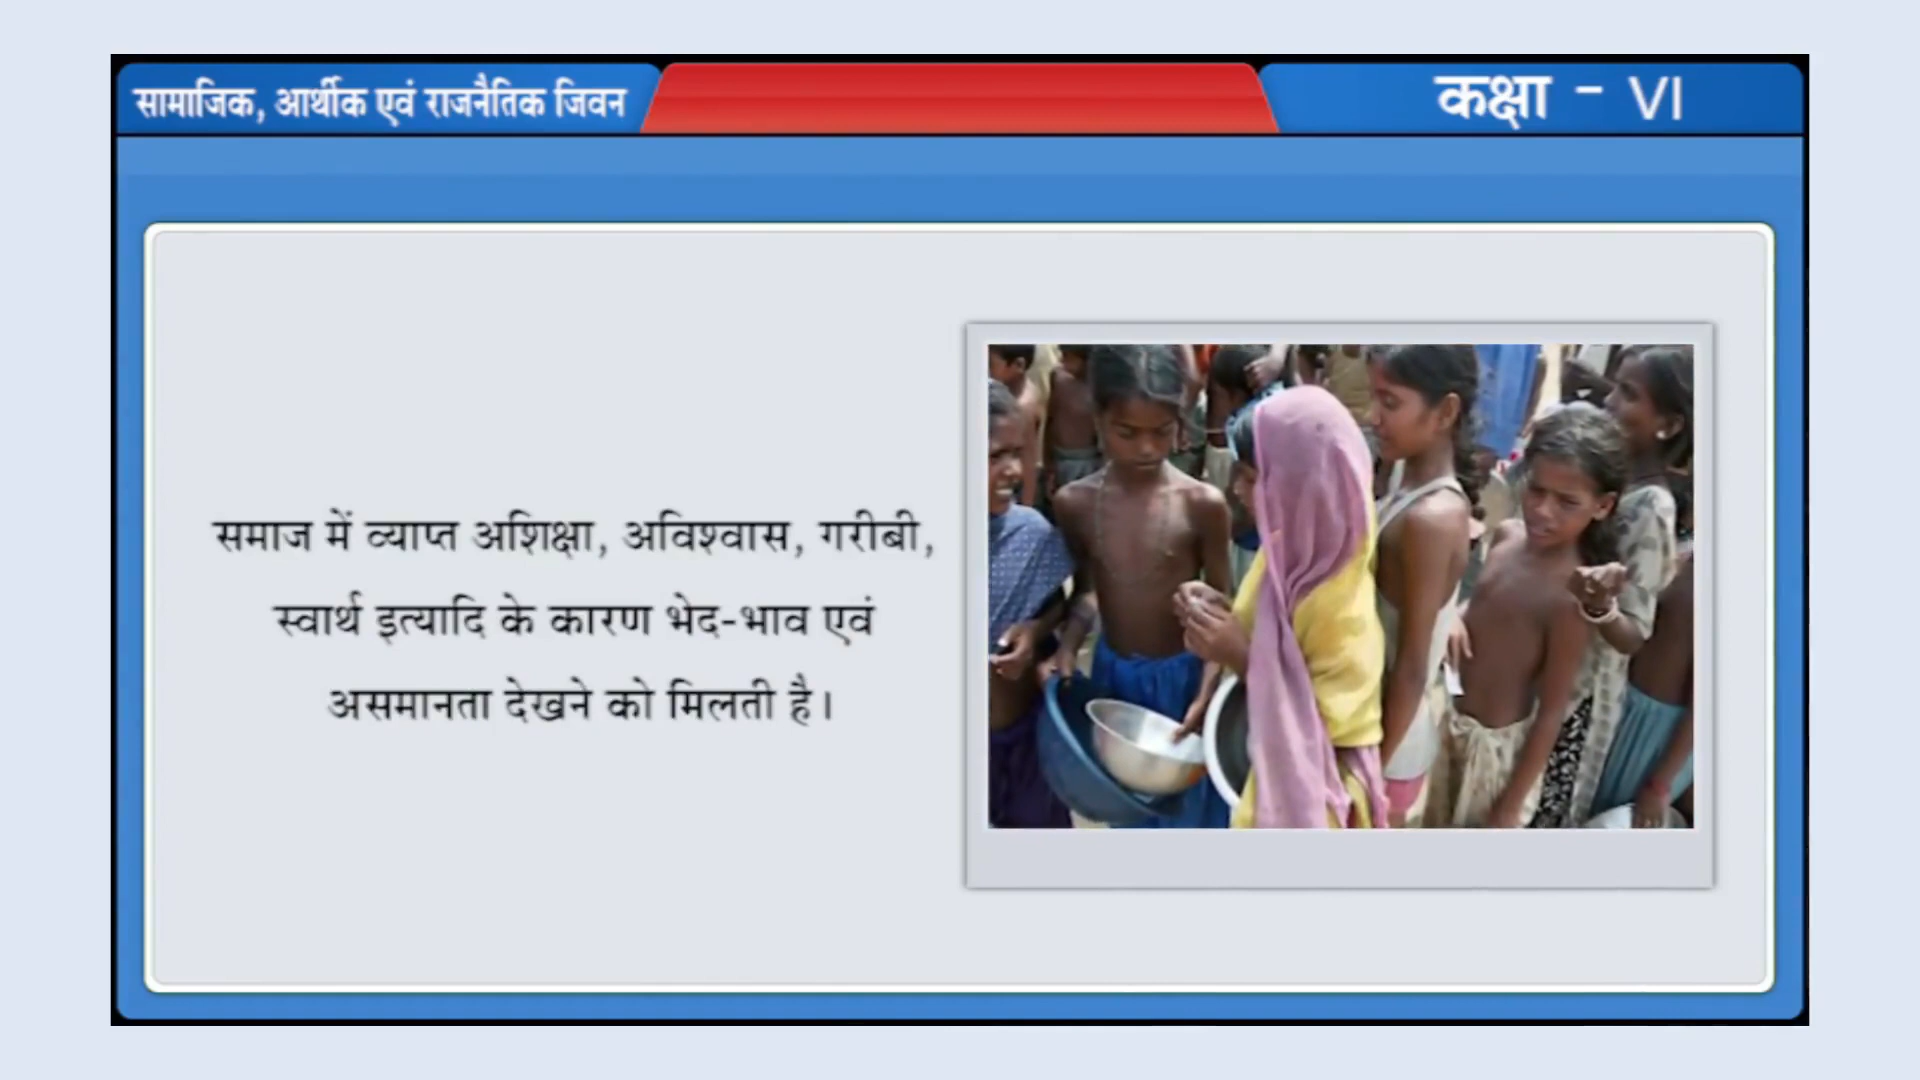 सामाजिक, आर्थीक एवं राजनैतिक जिवन
कक्षा - VI
समाज में व्याप्त अशिक्षा, अविश्वास, गरीबी,
स्वार्थ इत्यादि के कारण भेद-भाव एवं
असमानता देखने को मिलती है।